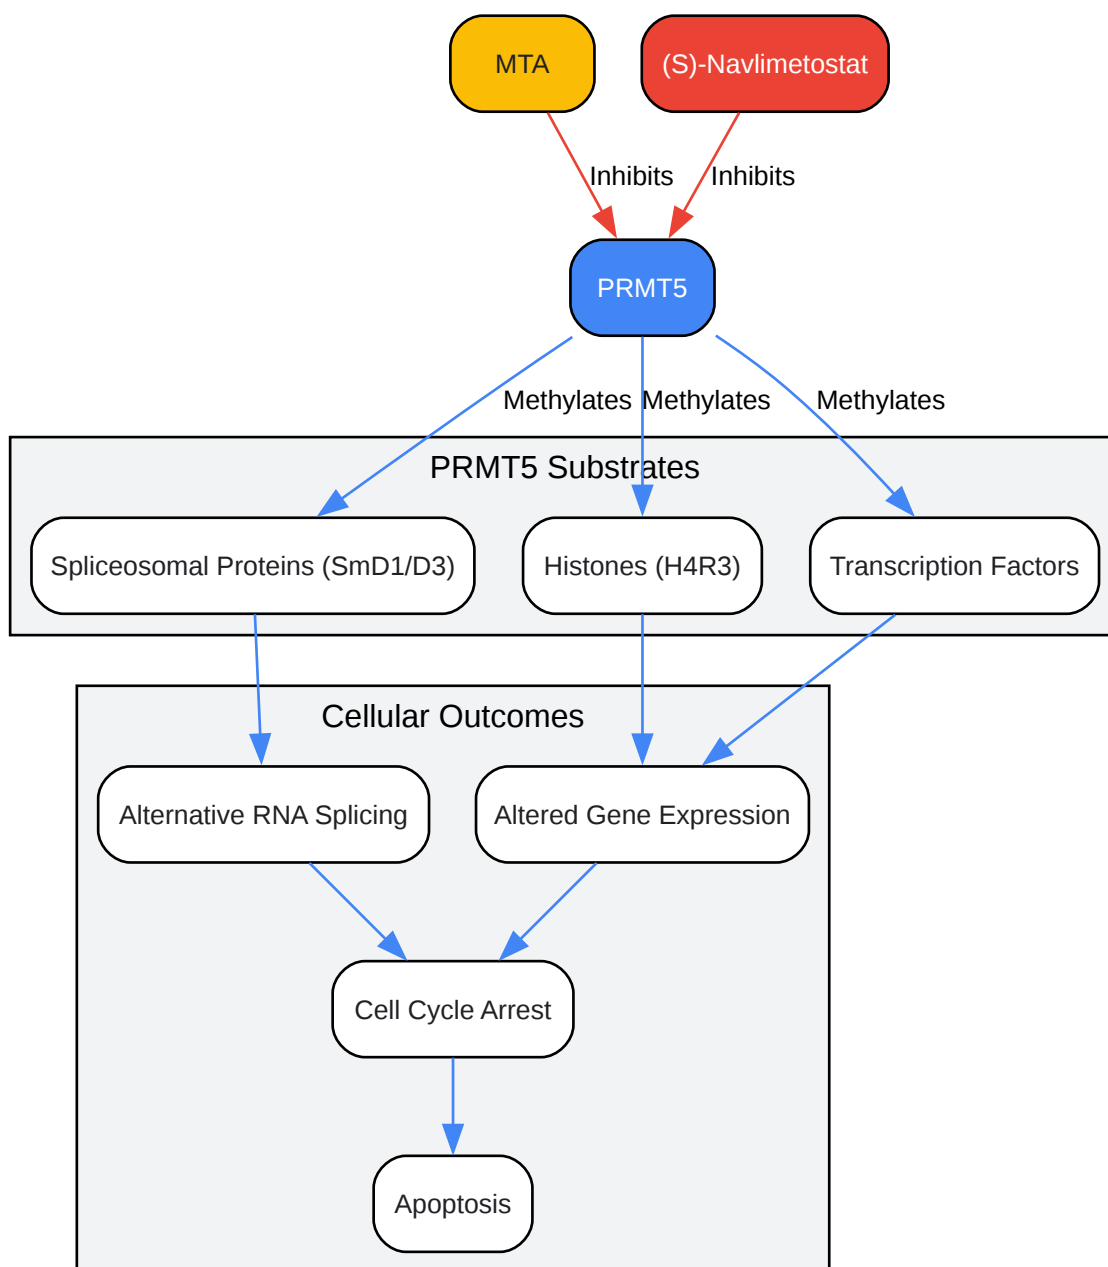 MTA
(S)-Navlimetostat
Inhibits
Inhibits
PRMT5
Methylates
Methylates
Methylates
PRMT5 Substrates
Spliceosomal Proteins (SmD1/D3)
Histones (H4R3)
Transcription Factors
Cellular Outcomes
Alternative RNA Splicing
Altered Gene Expression
Cell Cycle Arrest
Apoptosis